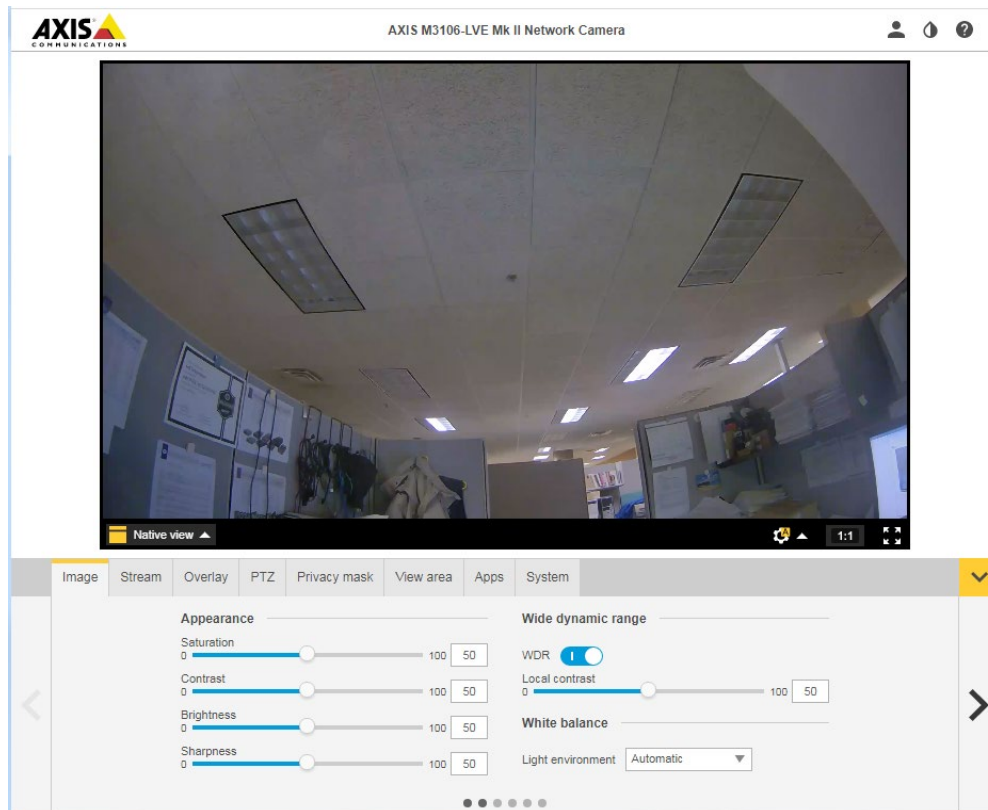 AXIS
COMMUNICATIONS
AXIS M3106-LVE Mk II Network Camera
Native view
A
1:1
Image Stream Overlay PTZ Privacy mask View area Apps System
Appearance
Wide dynamic range
Saturation
0 100 50
WDR
Contrast
0 100 50
Local contrast
0 100 50
Brightness
0 100 50
White balance
Sharpness
0 100 50
Light environment Automatic